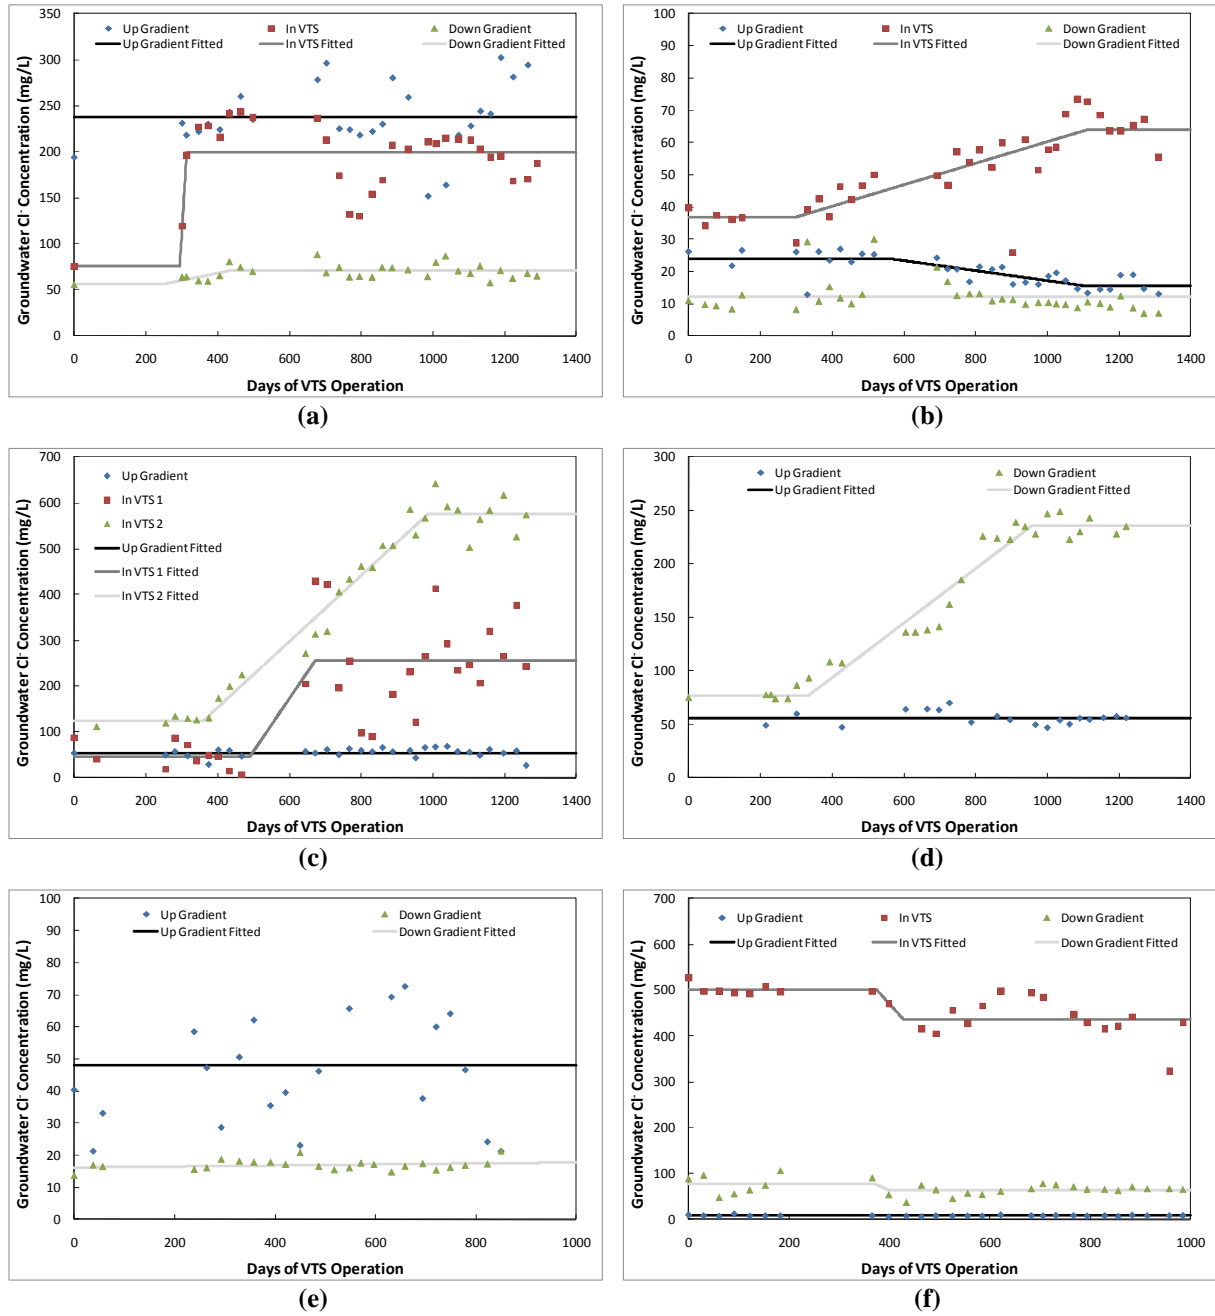 350
300
250
200
150
100
50
0
Groundwater Cl⁻ Concentration (mg/L)
Up Gradient
In VTS
Down Gradient
Up Gradient Fitted
In VTS Fitted
Down Gradient Fitted
0 200 400 600 800 1000 1200 1400
Days of VTS Operation
(a)
100
90
80
70
60
50
40
30
20
10
0
Groundwater Cl⁻ Concentration (mg/L)
Up Gradient
In VTS
Down Gradient
Up Gradient Fitted
In VTS Fitted
Down Gradient Fitted
0 200 400 600 800 1000 1200 1400
Days of VTS Operation
(b)
700
600
500
400
300
200
100
0
Groundwater Cl⁻ Concentration (mg/L)
Up Gradient
In VTS 1
In VTS 2
Up Gradient Fitted
In VTS 1 Fitted
In VTS 2 Fitted
0 200 400 600 800 1000 1200 1400
Days of VTS Operation
(c)
300
250
200
150
100
50
0
Groundwater Cl⁻ Concentration (mg/L)
Up Gradient
Down Gradient
Up Gradient Fitted
Down Gradient Fitted
0 200 400 600 800 1000 1200 1400
Days of VTS Operation
(d)
100
90
80
70
60
50
40
30
20
10
0
Groundwater Cl⁻ Concentration (mg/L)
Up Gradient
Down Gradient
Up Gradient Fitted
Down Gradient Fitted
0 200 400 600 800 1000
Days of VTS Operation
(e)
700
600
500
400
300
200
100
0
Groundwater Cl⁻ Concentration (mg/L)
Up Gradient
In VTS
Down Gradient
Up Gradient Fitted
In VTS Fitted
Down Gradient Fitted
0 200 400 600 800 1000
Days of VTS Operation
(f)